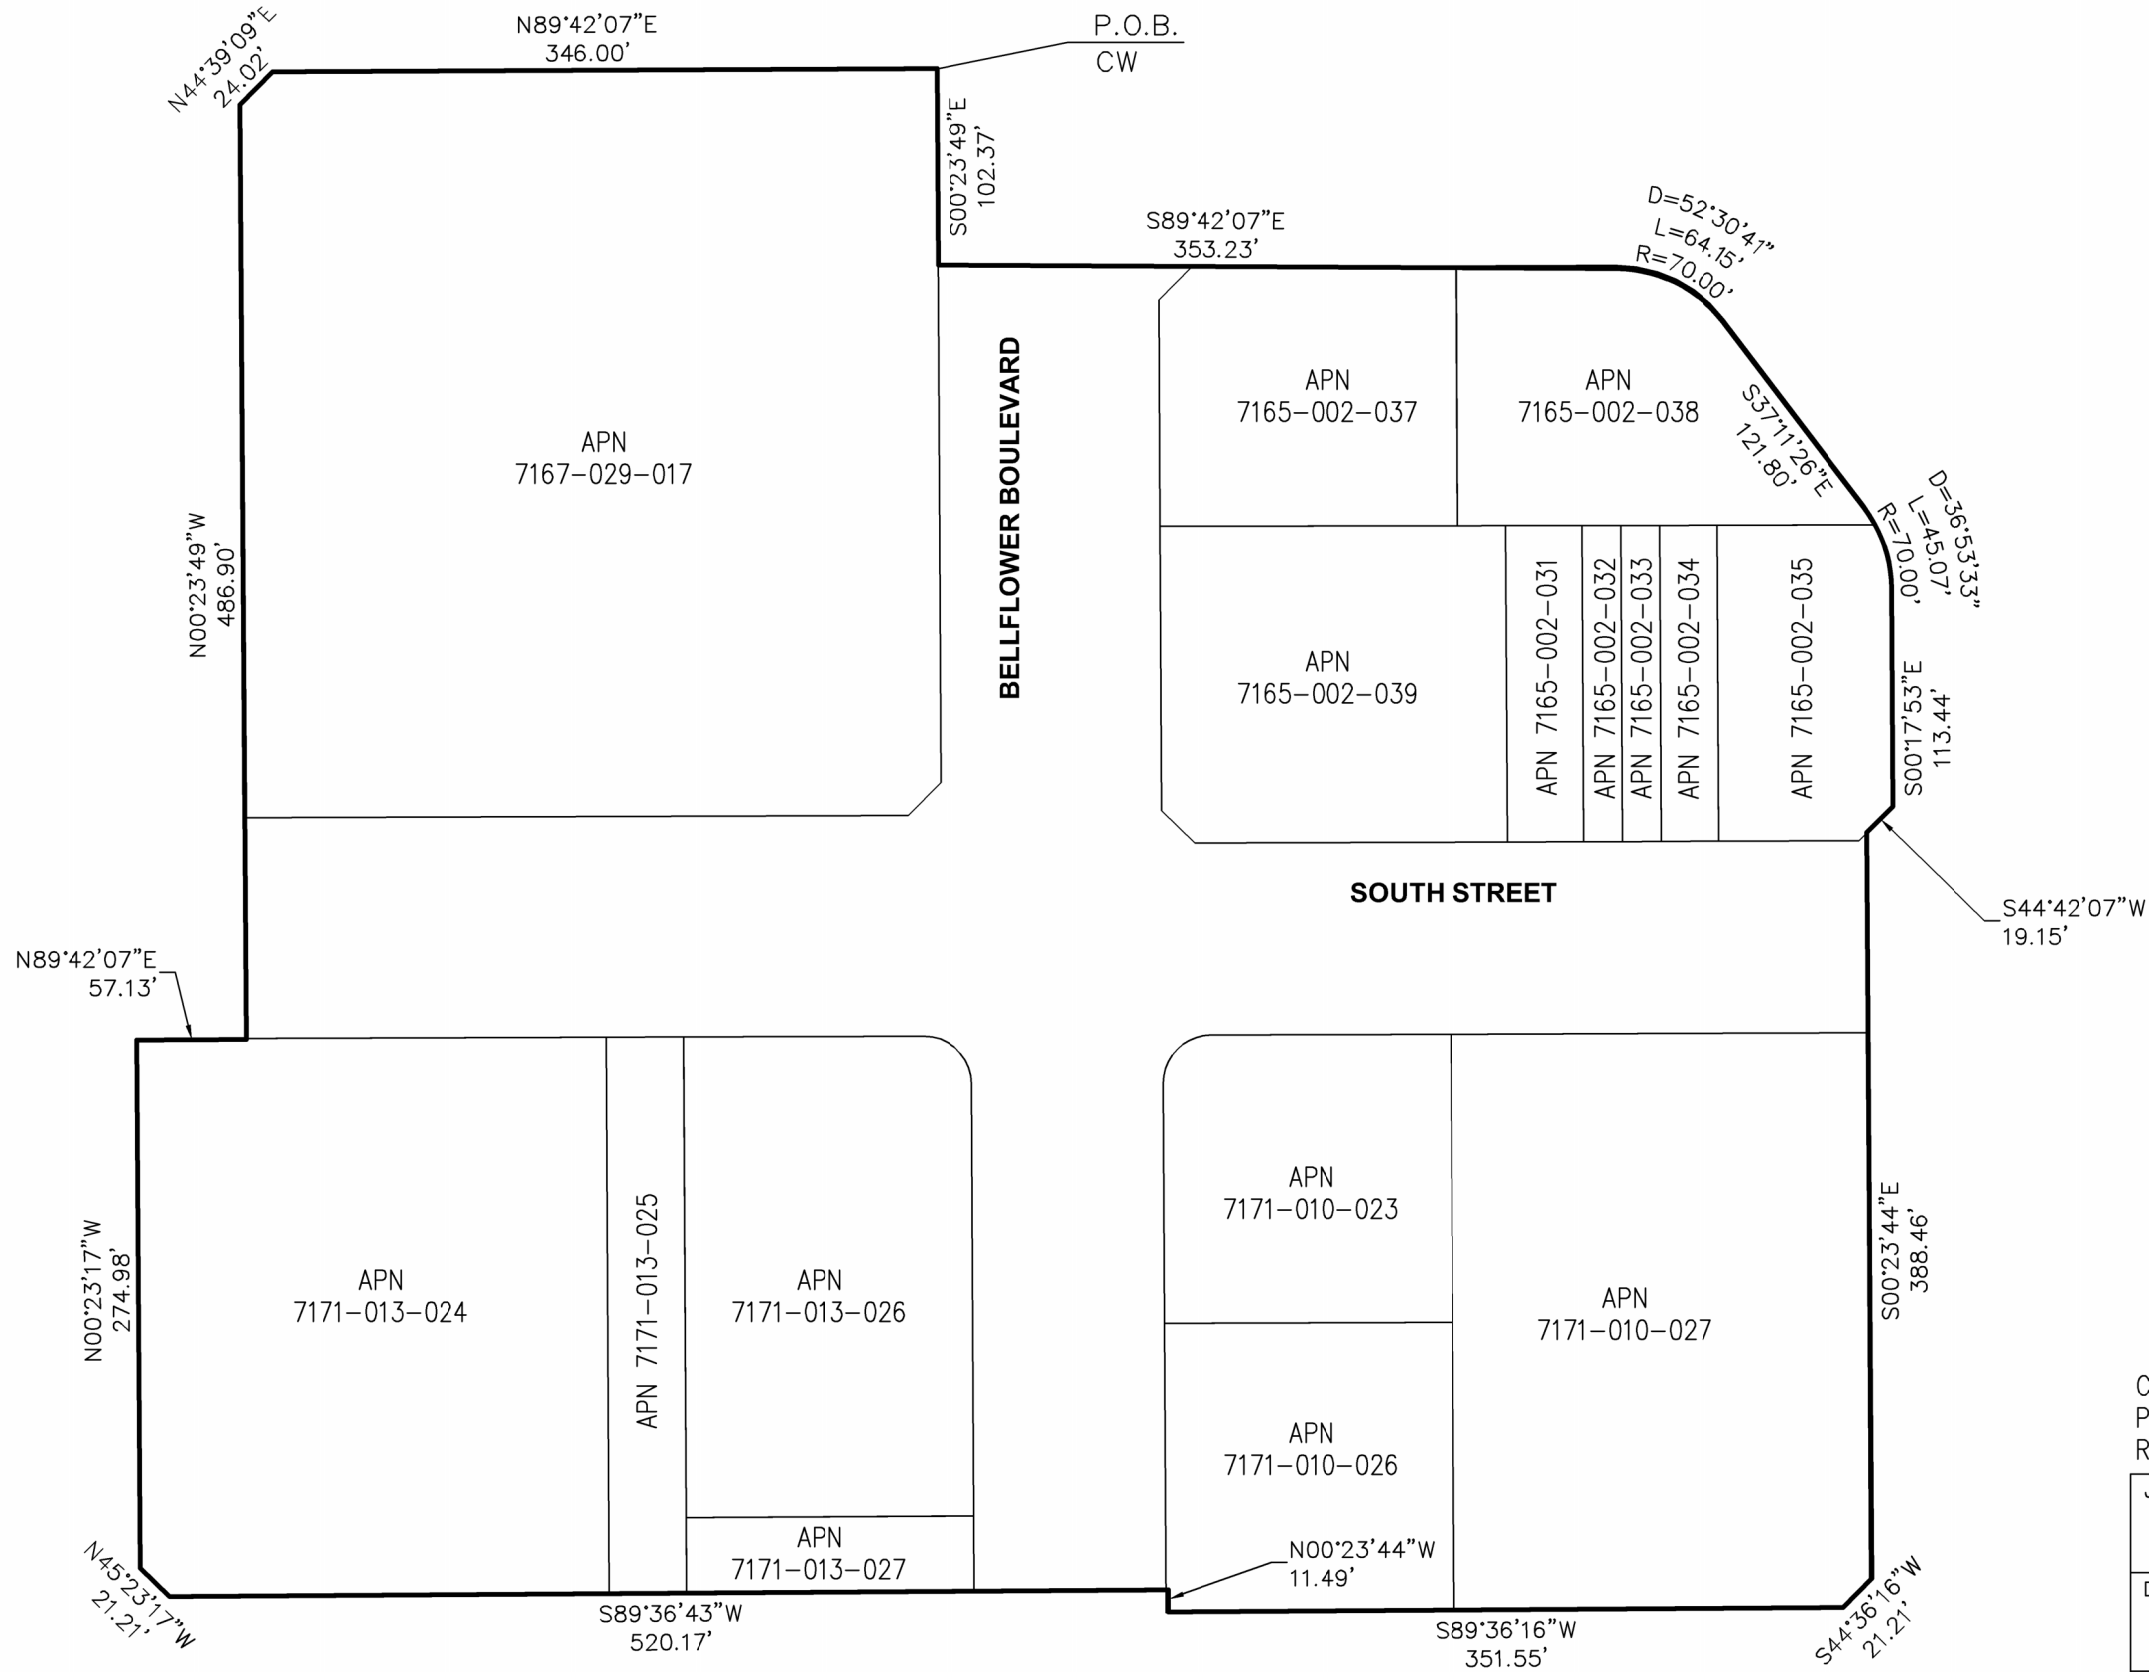 N89°42'07"E
346.00'
P.O.B.
CW
N44°39'09"E
24.02'
S00°23'49"E
102.37'
S89°42'07"E
353.23'
D=52°30'41"
L=64.15'
R=70.00'
BELLFLOWER BOULEVARD
APN
7165-002-037
APN
7165-002-038
S37°11'26"E
121.80'
APN
7167-029-017
D=36°53'33"
L=45.07'
R=70.00'
N00°23'49"W
486.90'
APN
7165-002-039
APN 7165-002-031
APN 7165-002-032
APN 7165-002-033
APN 7165-002-034
APN 7165-002-035
S00°17'53"E
113.44'
SOUTH STREET
S44°42'07"W
19.15'
N89°42'07"E
57.13'
APN
7171-010-023
N00°23'17"W
274.98'
APN
7171-013-024
APN 7171-013-025
APN
7171-013-026
APN
7171-010-027
S00°23'44"E
388.46'
APN
7171-010-026
APN
7171-013-027
N00°23'44"W
11.49'
N45°23'17"W
21.21'
S89°36'43"W
520.17'
S89°36'16"W
351.55'
S44°36'16"W
21.21'